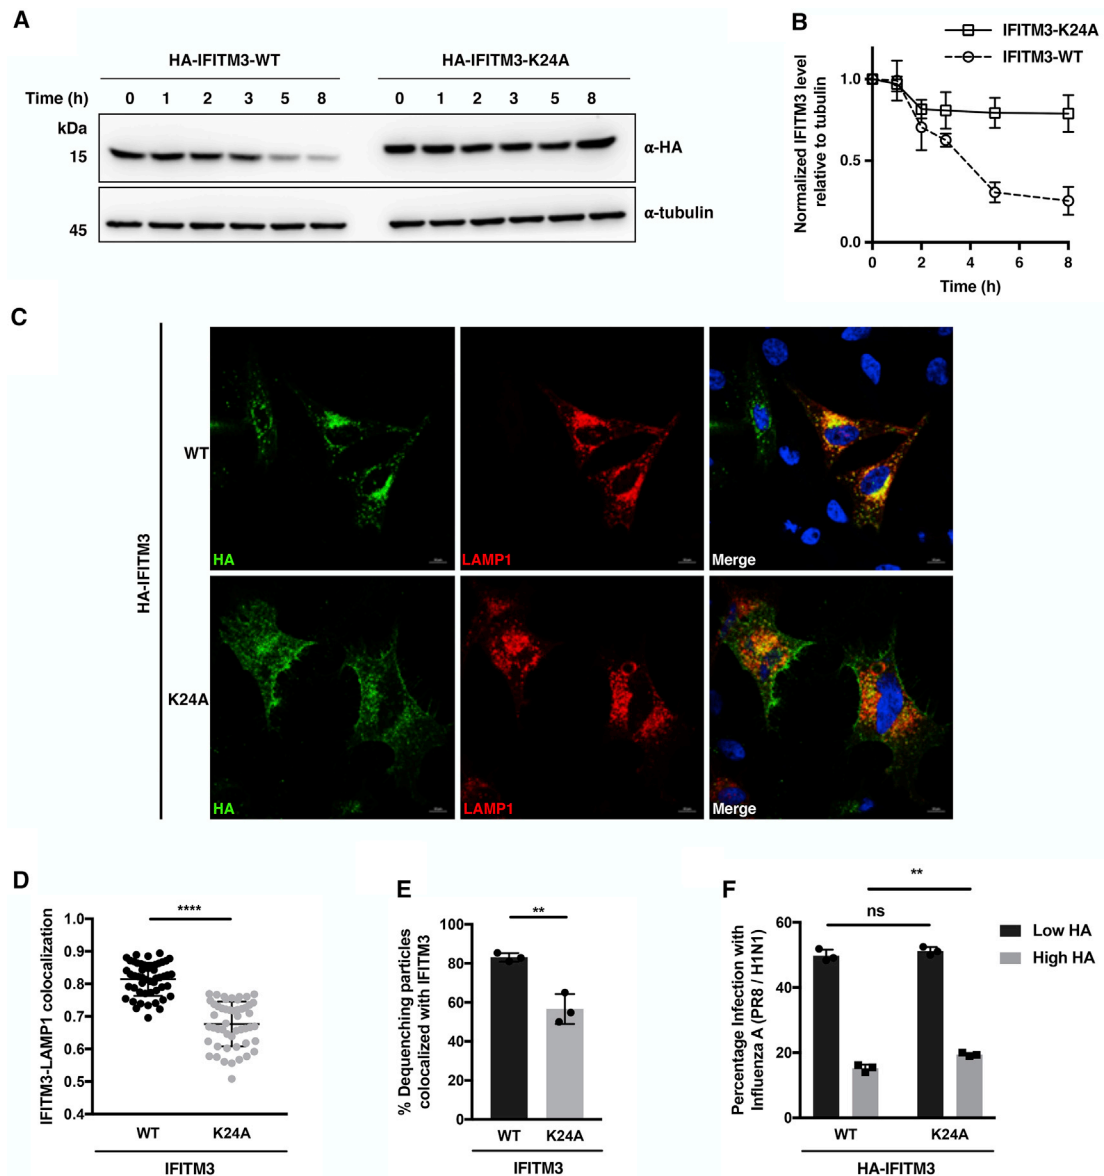 A
HA-IFITM3-WT HA-IFITM3-K24A
Time (h) 0 1 2 3 5 8 0 1 2 3 5 8
kDa
15
α-HA
45
α-tubulin
B
IFITM3-K24A
IFITM3-WT
Normalized IFITM3 level
relative to tubulin
1.0
0.5
0.0
0 2 4 6 8
Time (h)
C
HA-IFITM3
WT
HA
LAMP1
Merge
K24A
HA
LAMP1
Merge
D
IFITM3-LAMP1 colocalization
1.0
0.9
0.8
0.7
0.6
0.5
0.4
****
WT K24A
IFITM3
E
% Dequenching particles
colocalized with IFITM3
100
80
60
40
20
0
**
WT K24A
IFITM3
F
Percentage Infection with
Influenza A (PR8 / H1N1)
60
40
20
0
**
ns
Low HA
High HA
WT K24A
HA-IFITM3